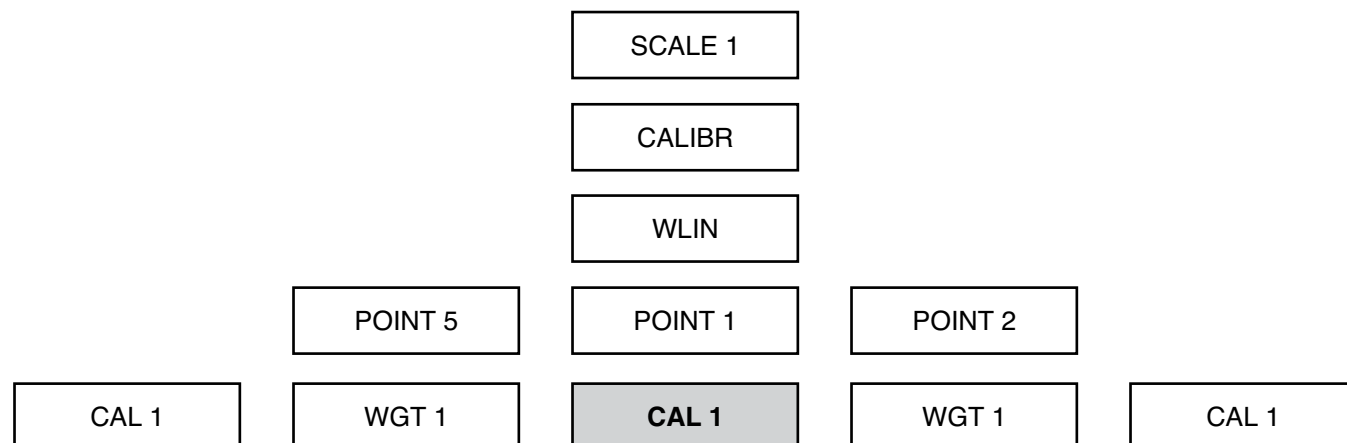 SCALE 1
CALIBR
WLIN
POINT 5 POINT 1 POINT 2
CAL 1 WGT 1 CAL 1 WGT 1 CAL 1